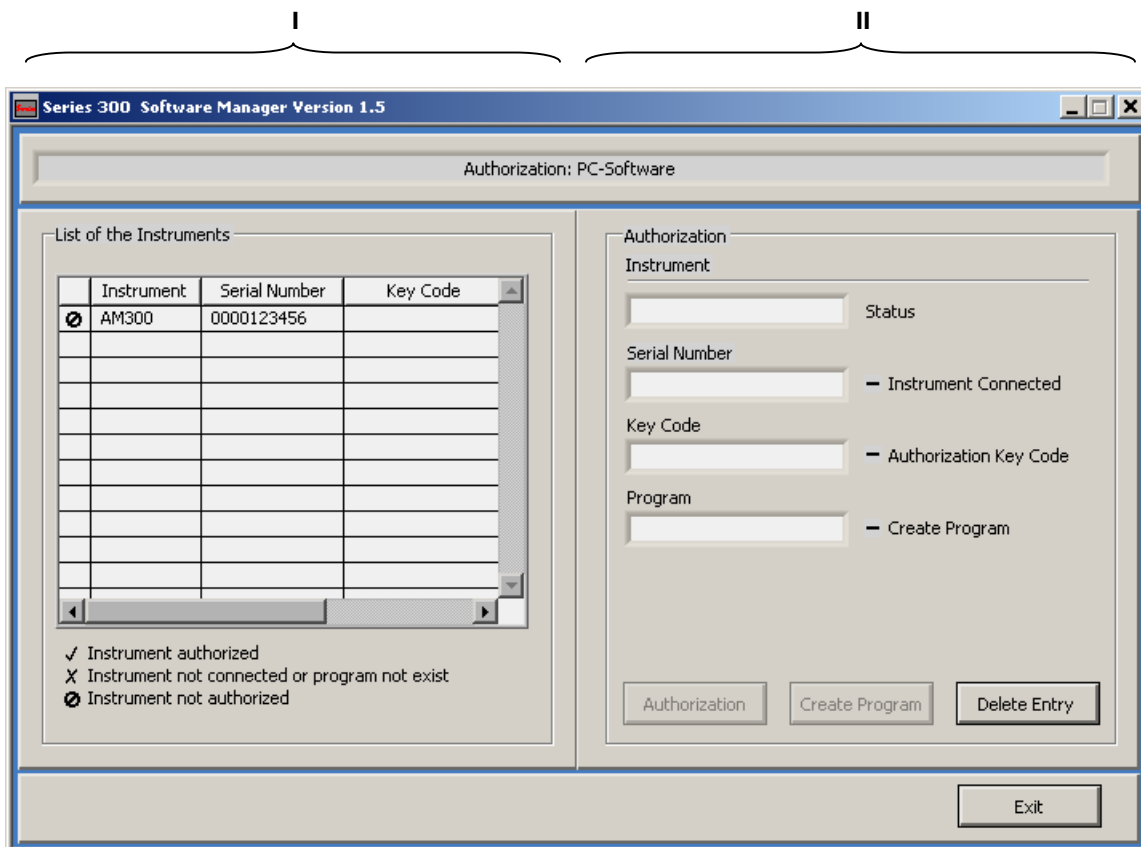 I II
Series 300 Software Manager Version 1.5
Authorization: PC-Software
List of the Instruments
Instrument Serial Number Key Code
AM300 0000123456
✓ Instrument authorized
X Instrument not connected or program not exist
Instrument not authorized
Authorization
Instrument
Status
Serial Number
– Instrument Connected
Key Code
– Authorization Key Code
Program
– Create Program
Authorization Create Program Delete Entry
Exit